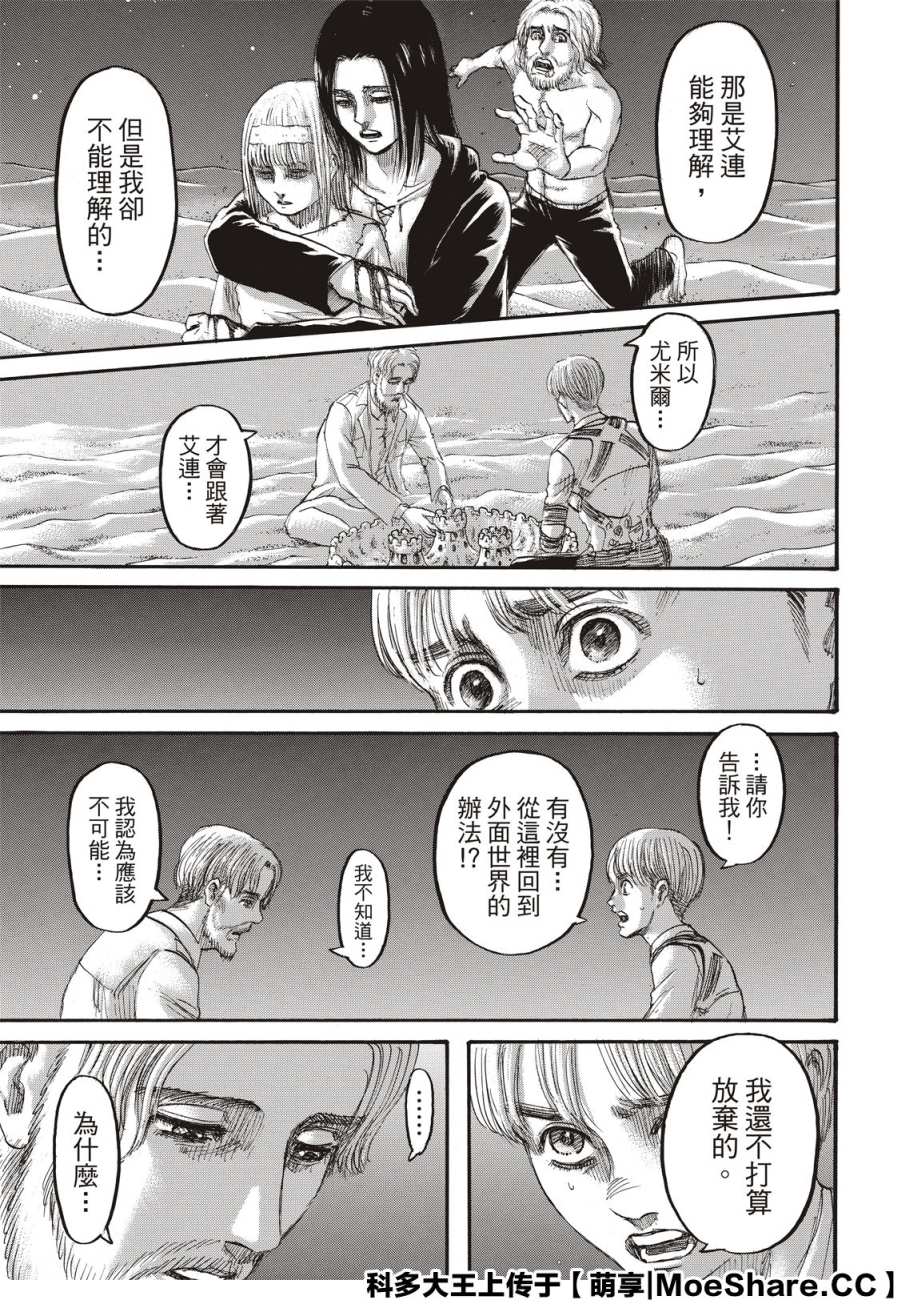 那是艾連
能夠理解，
但是我卻
不能理解的…
所以
尤米爾…
才會跟著
艾連…
…請你
告訴我！
有沒有…
從這裡回到
外面世界的
辦法!?
我不知道…
我認為應該
不可能…
我還不打算
放棄的。
……
為什麼…
科多大王上传于【萌享|MoeShare.CC】